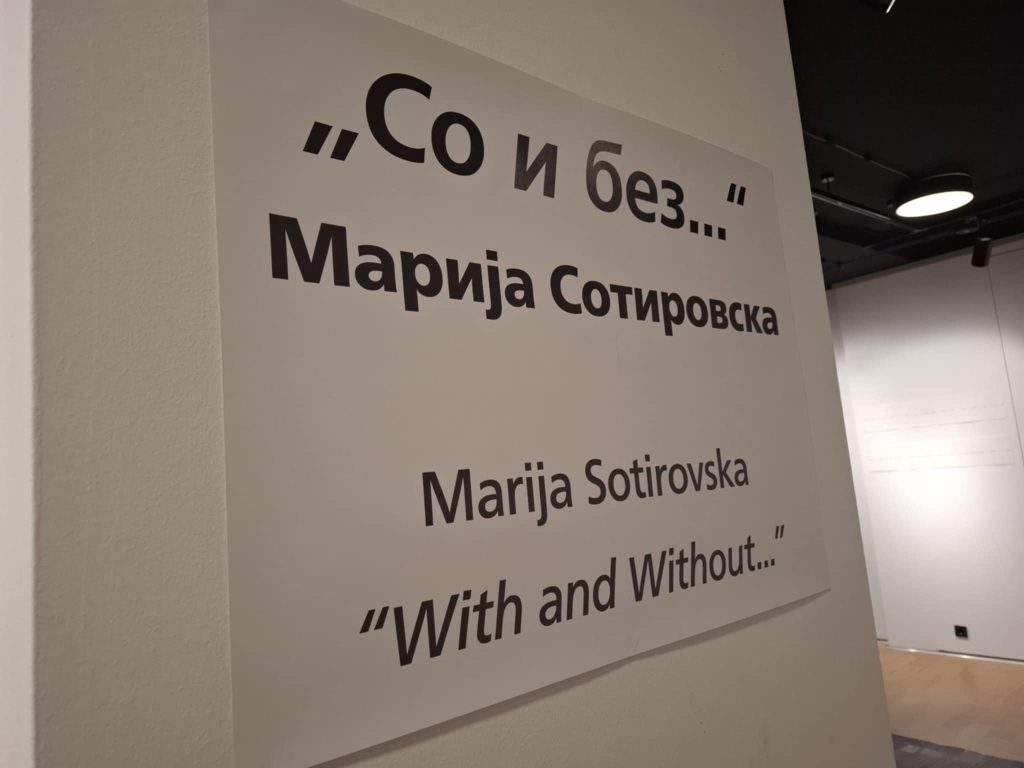 „Со и без...“
Марија Сотировска
Marija Sotirovska
“With and Without...”